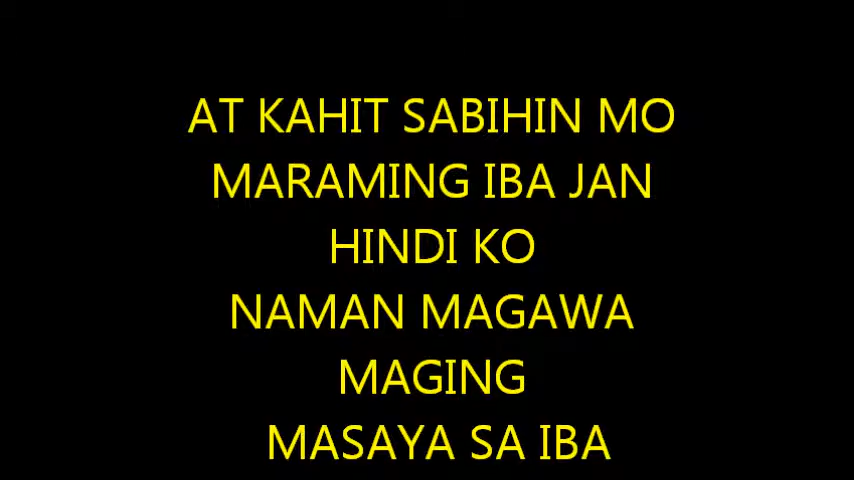 AT KAHIT SABIHIN MO
MARAMING IBA JAN
HINDI KO
NAMAN MAGAWA
MAGING
MASAYA SA IBA